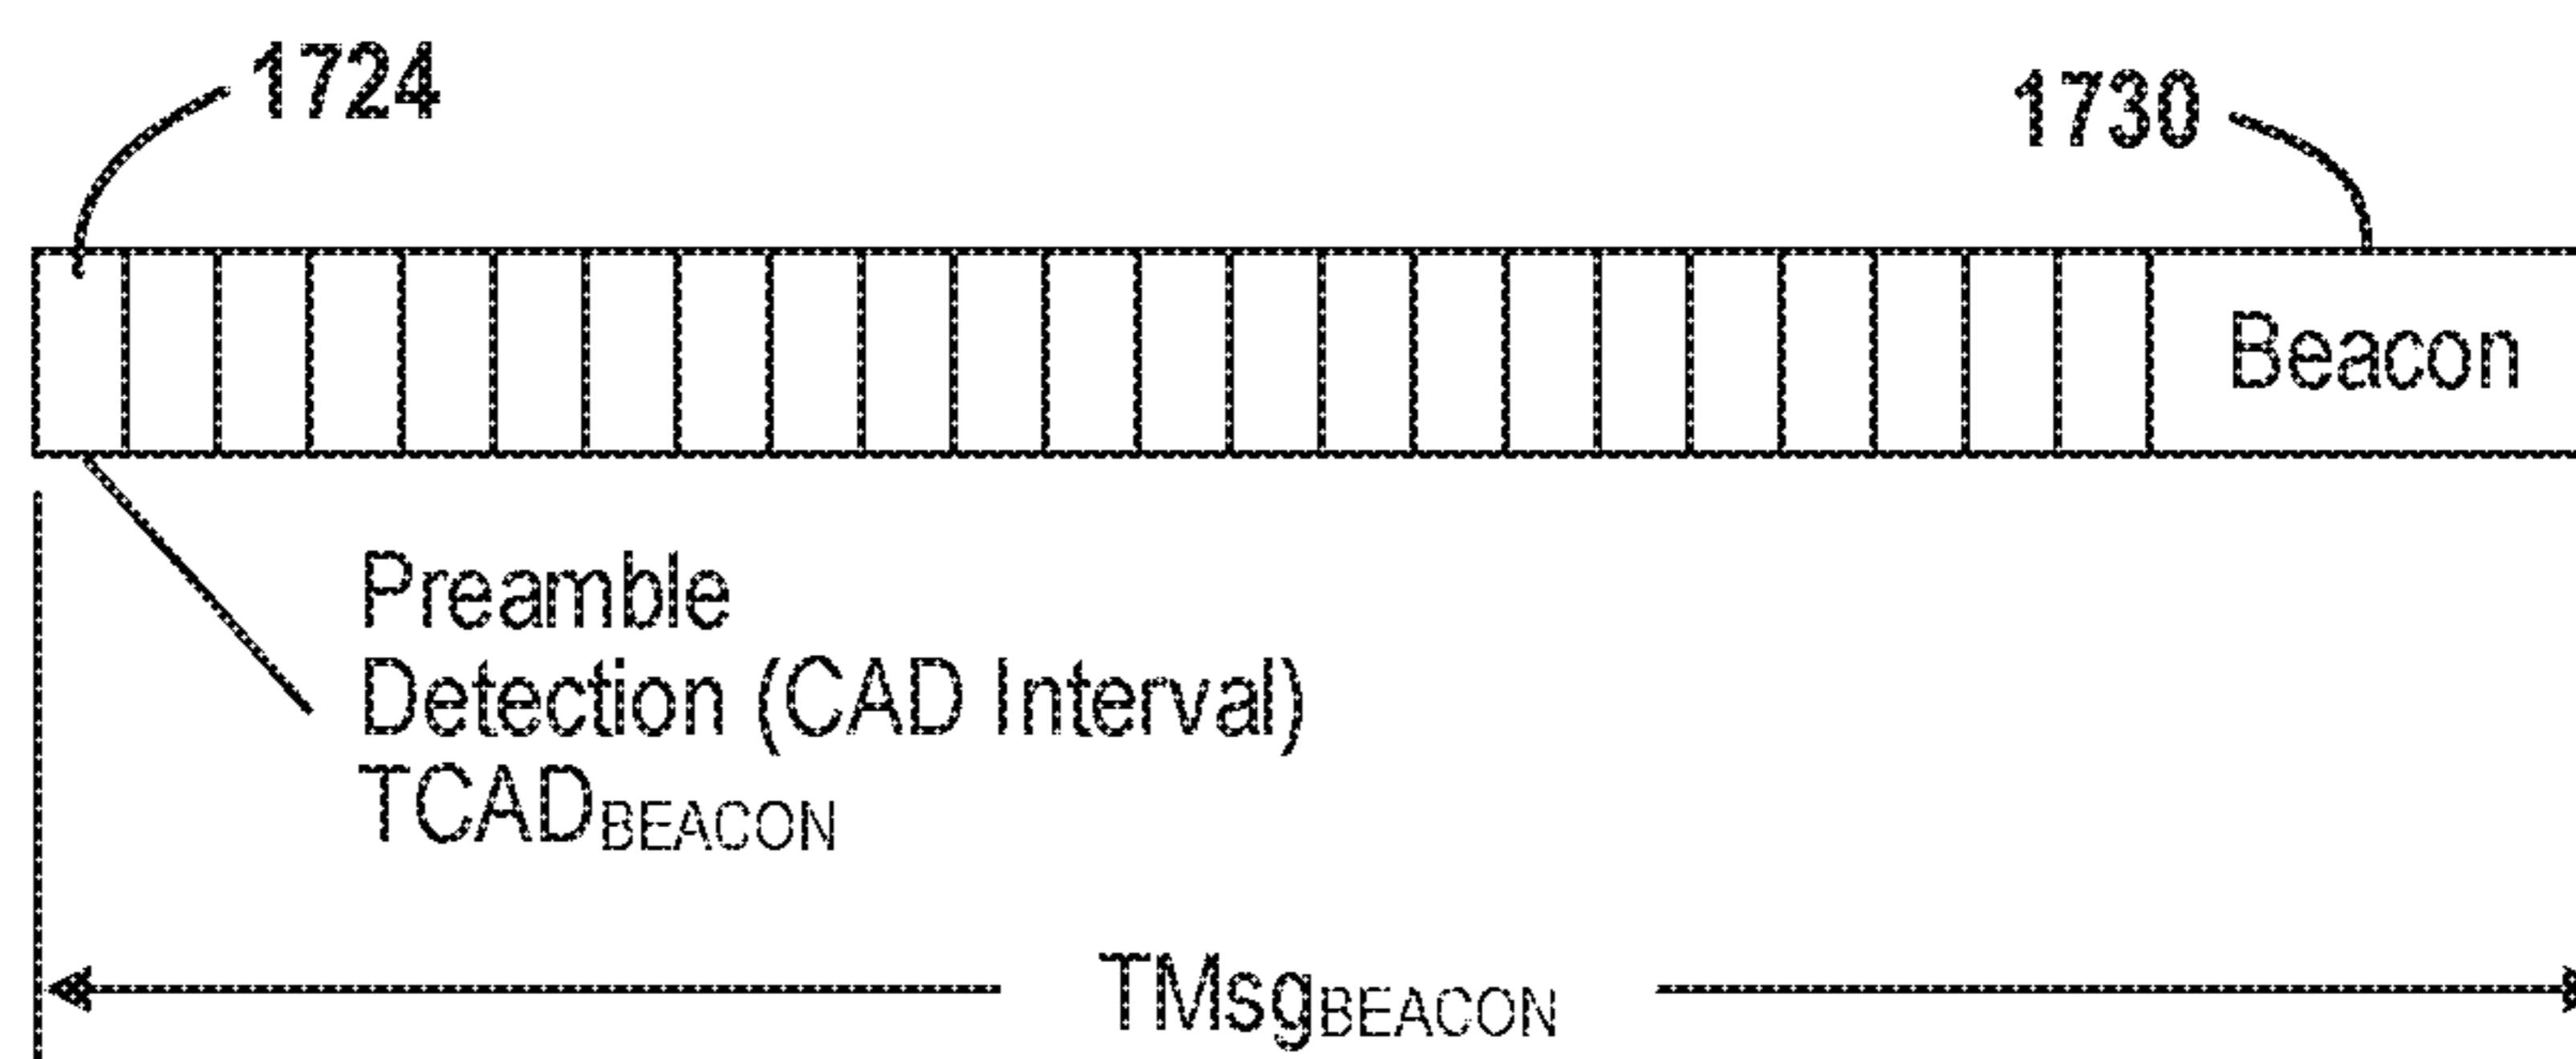 1724
1730
Beacon
Preamble
Detection (CAD Interval)
TCADBEACON
TMsgBEACON